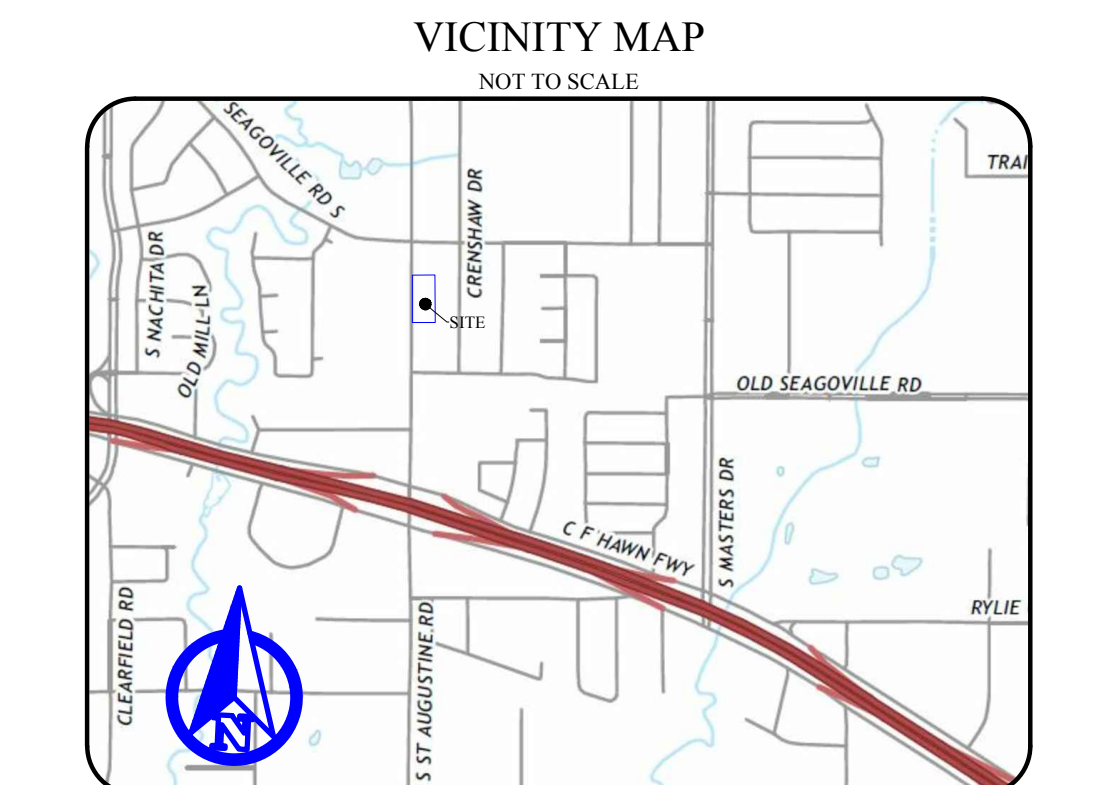 VICINITY MAP
NOT TO SCALE
SEAGOVILLE RD S
TRAI
CRENSHAW DR
S NACHITA DR
OLD MILL LN
SITE
OLD SEAGOVILLE RD
S MASTERS DR
C F HAWN FWY
CLEARFIELD RD
S ST AUGUSTINE RD
RYLIE
N